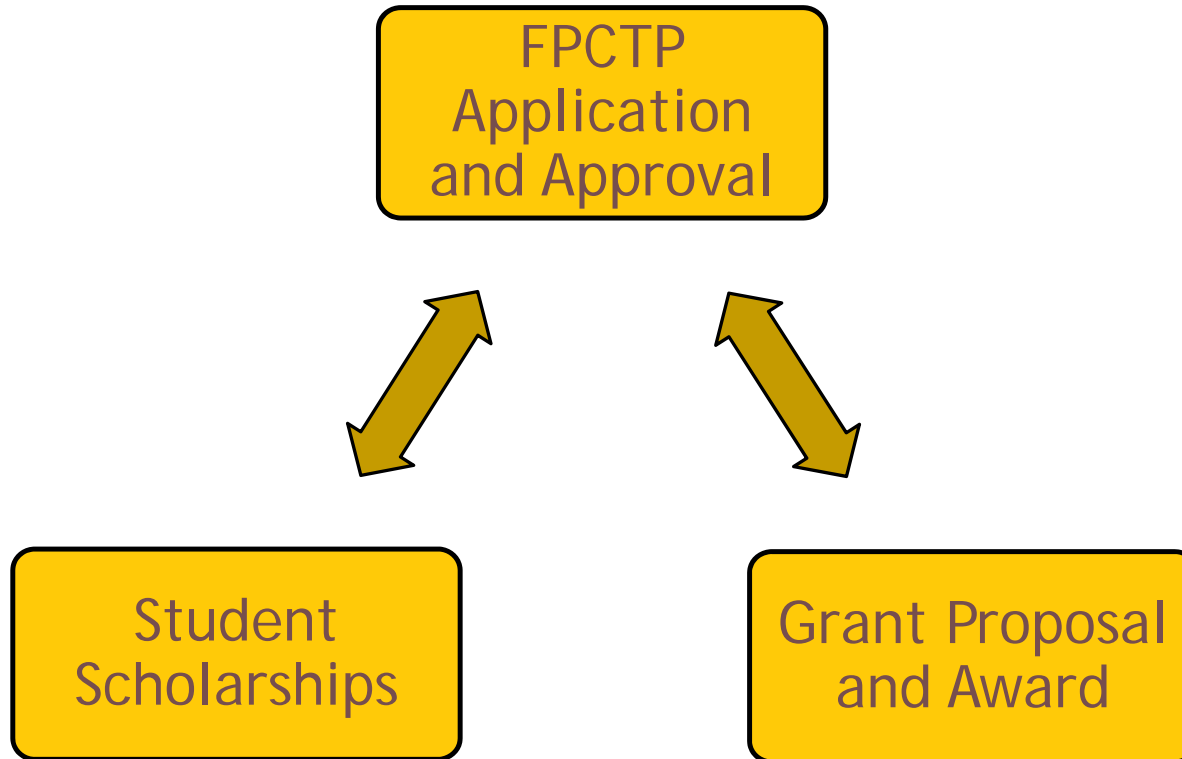 FPCTP
Application
and Approval
Student
Scholarships
Grant Proposal
and Award